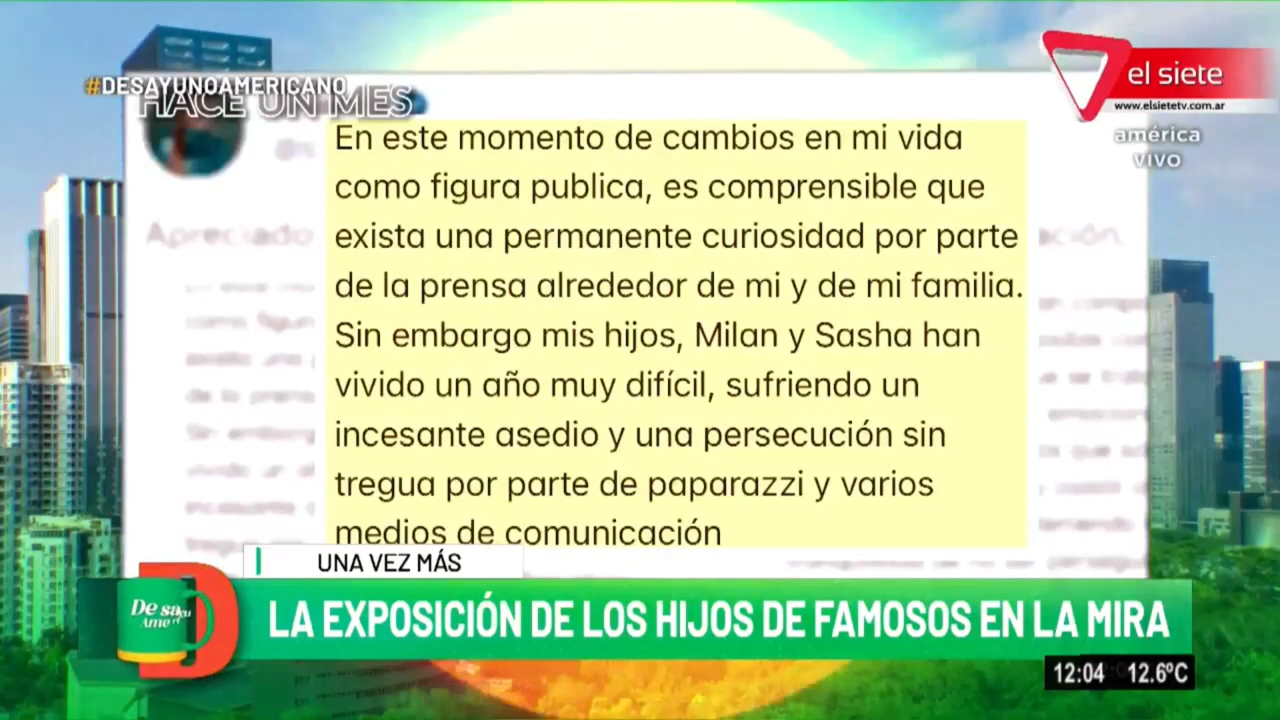 #DESAYUNOAMERICANO
HACE UN MES
el siete
www.elsietetv.com.ar
américa
VIVO
En este momento de cambios en mi vida
como figura publica, es comprensible que
exista una permanente curiosidad por parte
de la prensa alrededor de mi y de mi familia.
Sin embargo mis hijos, Milan y Sasha han
vivido un año muy difícil, sufriendo un
incesante asedio y una persecución sin
tregua por parte de paparazzi y varios
medios de comunicación
Apreciado
UNA VEZ MÁS
LA EXPOSICIÓN DE LOS HIJOS DE FAMOSOS EN LA MIRA
12:04 12.6ºC